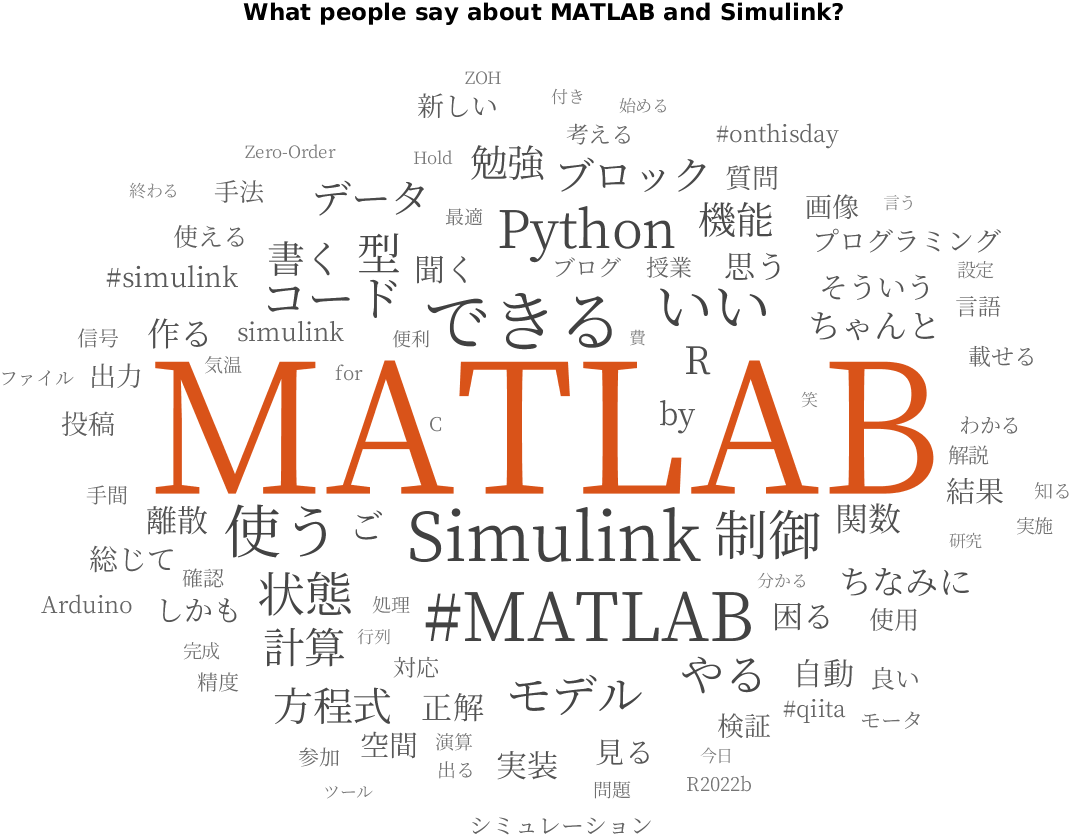 What people say about MATLAB and Simulink?
ZOH
新しい
付き
始める
考える
#onthisday
Zero-Order
Hold
勉強
ブロック
質問
終わる
手法
データ
最適
Python
機能
画像
言う
使える
書く
型
聞く
ブログ
授業
思う
プログラミング
設定
#simulink
コード
できる
いい
そういう
言語
信号
作る
simulink
便利
費
ちゃんと
載せる
ファイル
出力
気温
for
R
投稿
MATLAB
C
by
笑
わかる
解説
手間
離散
使う
ご
Simulink
制御
関数
結果
知る
実施
研究
総じて
確認
状態
処理
#MATLAB
分かる
ちなみに
Arduino
しかも
困る
使用
完成
計算
行列
対応
やる
自動
良い
精度
方程式
正解
モデル
#qiita
検証
モータ
参加
空間
演算
出る
実装
見る
今日
ツール
問題
R2022b
シミュレーション